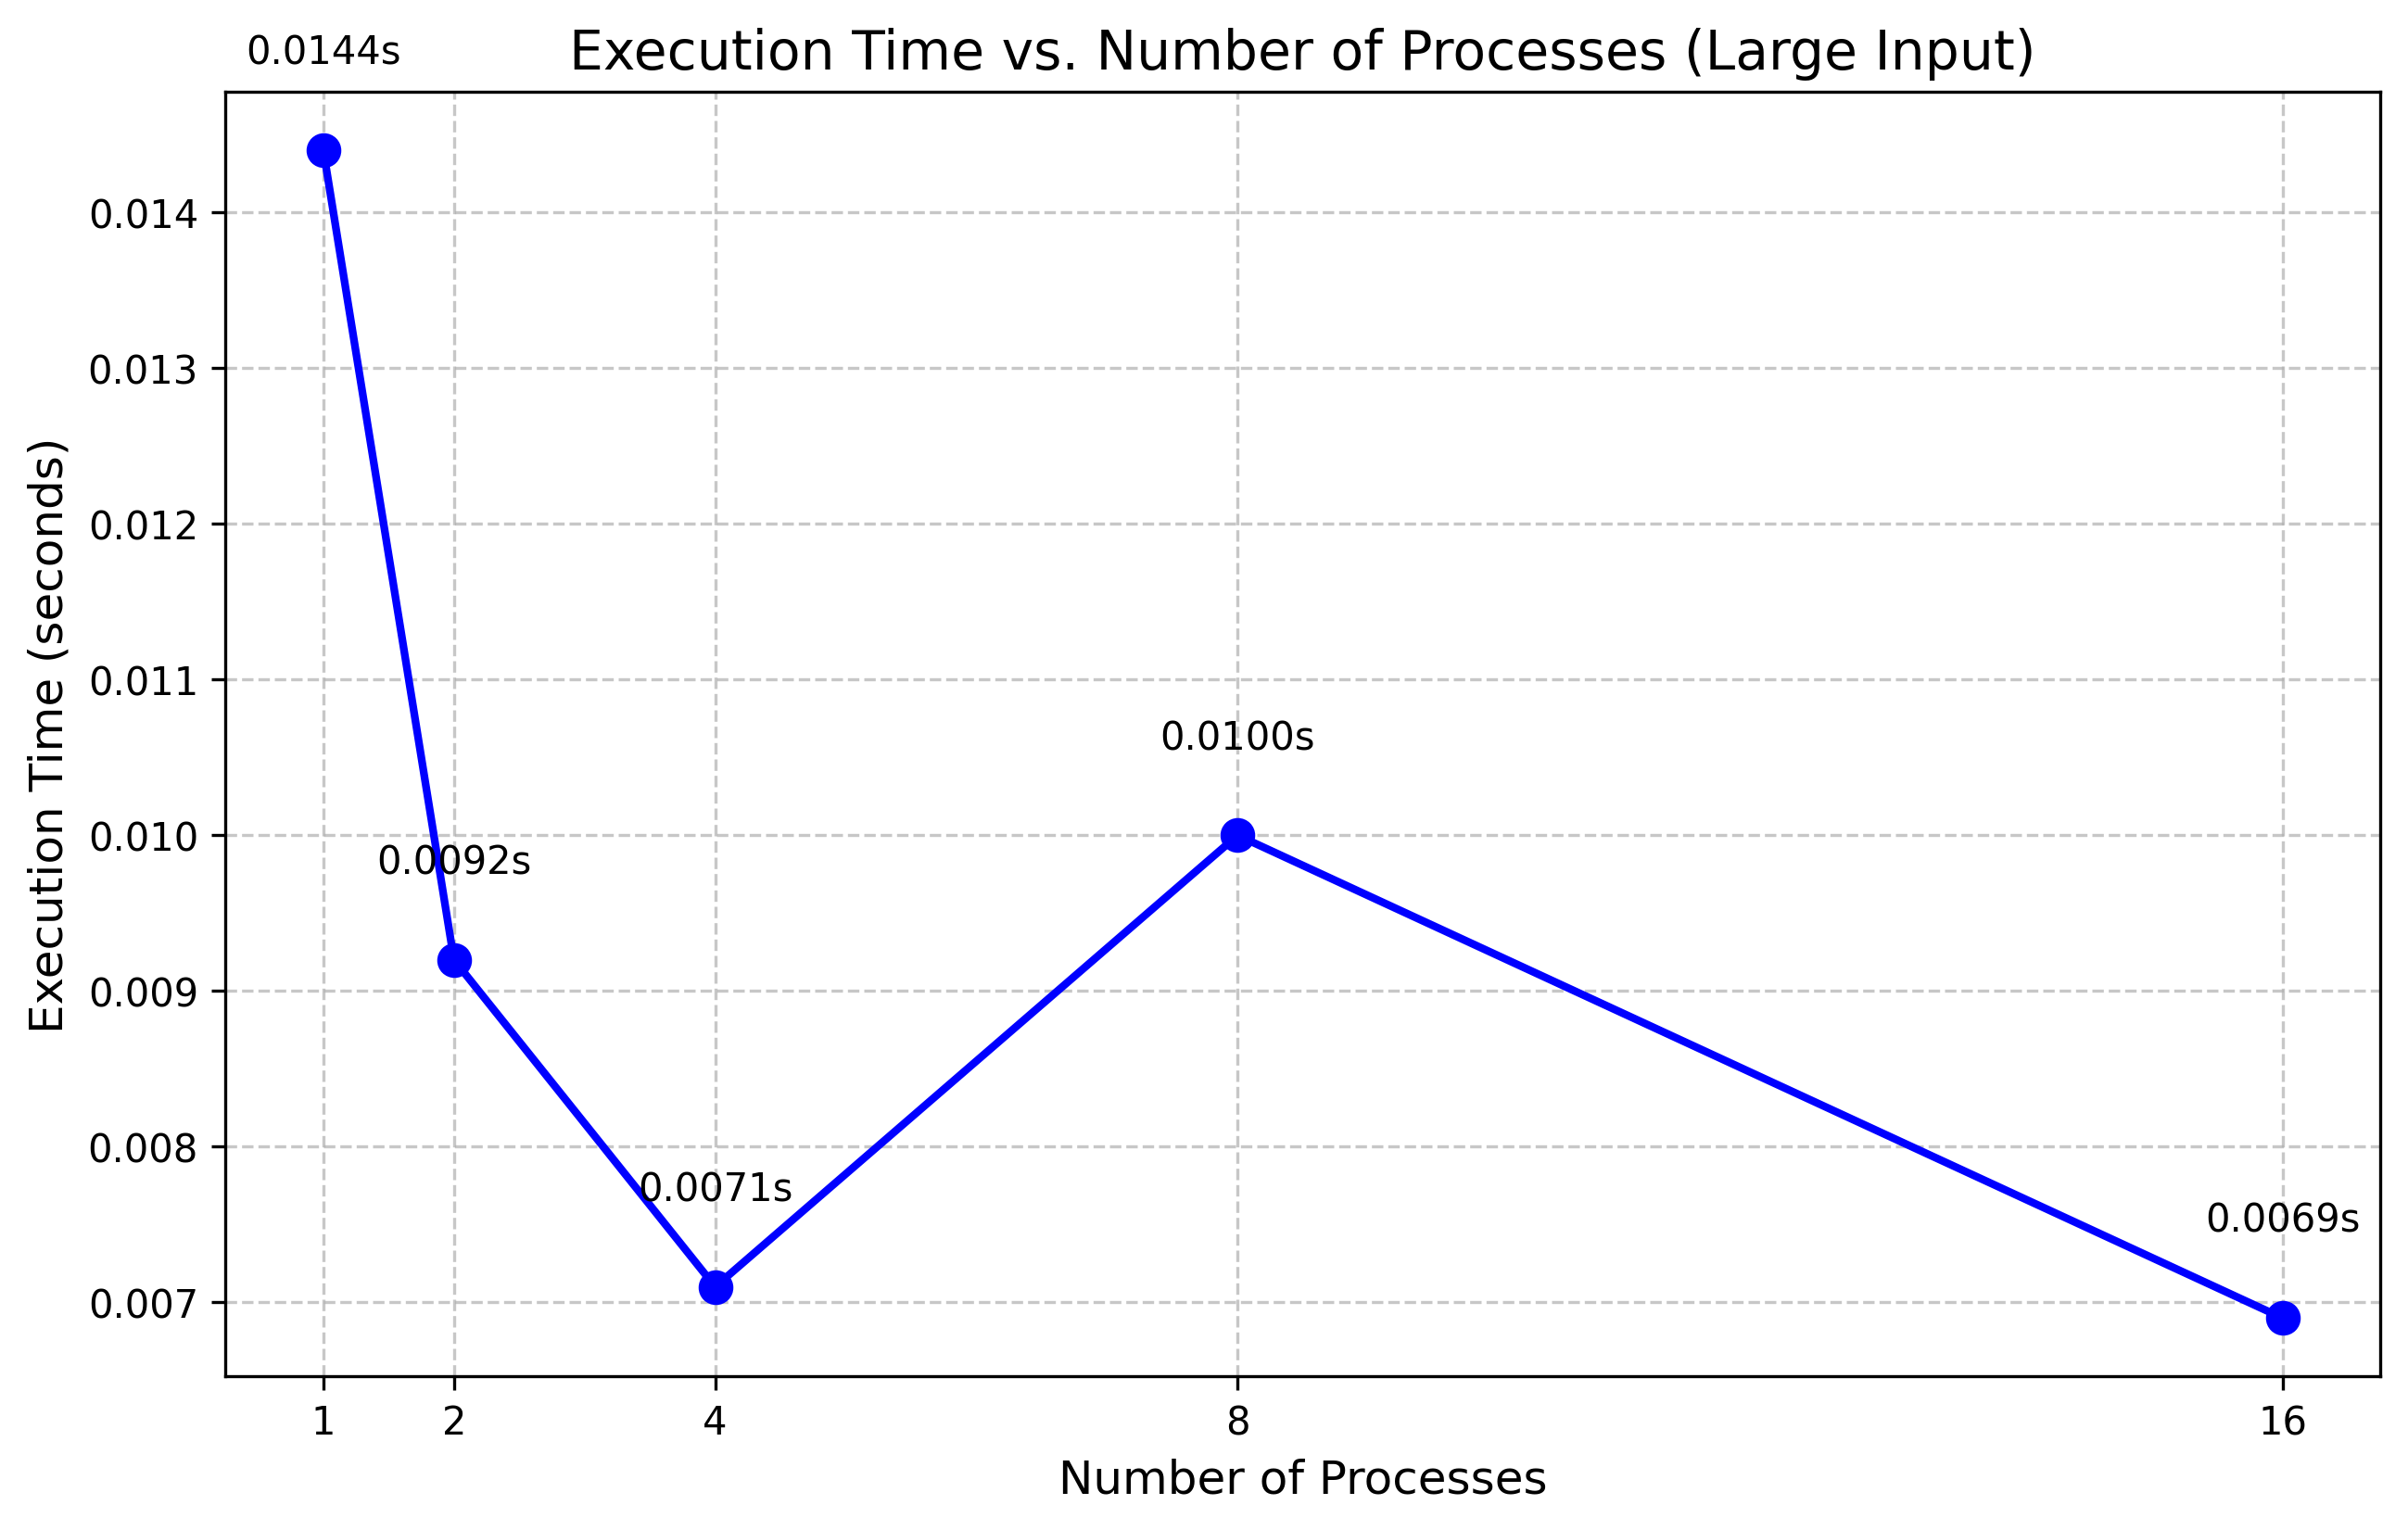 0.0144s
Execution Time vs. Number of Processes (Large Input)
Execution Time (seconds)
0.014
0.013
0.012
0.011
0.010
0.009
0.008
0.007
0.0092s
0.0071s
0.0100s
0.0069s
1
2
4
8
16
Number of Processes